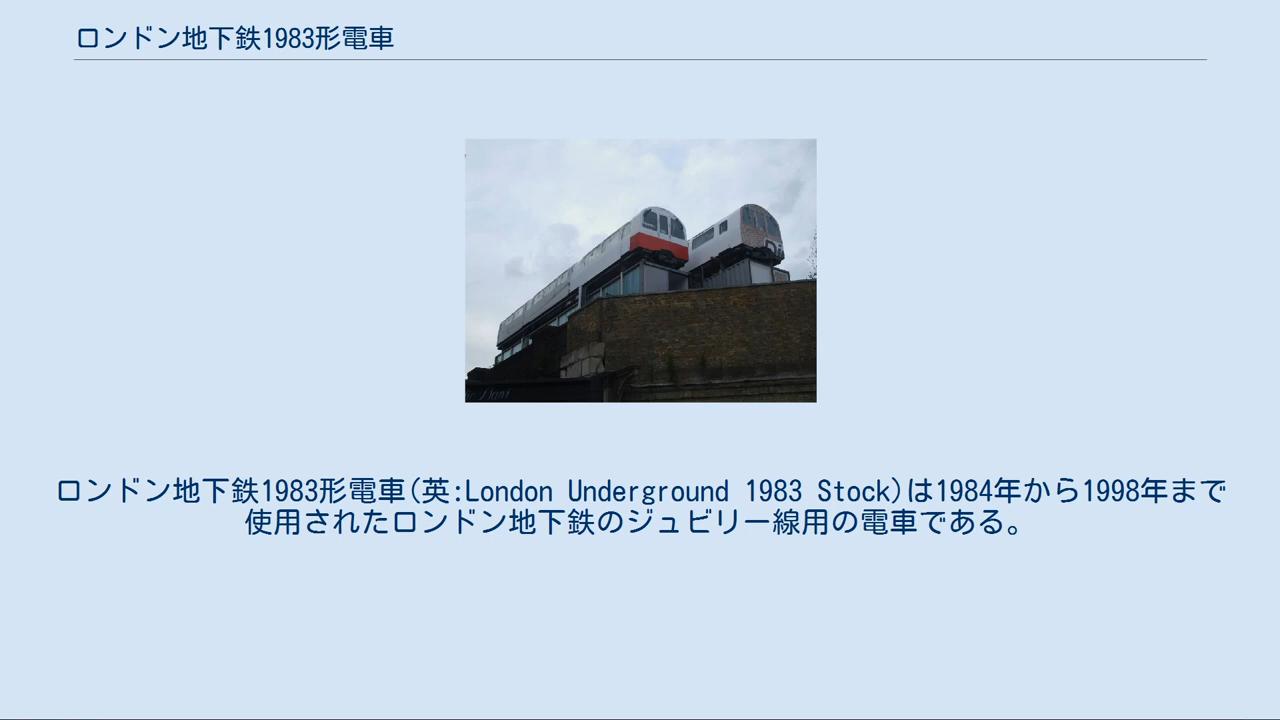 ロンドン地下鉄1983形電車
ロンドン地下鉄1983形電車(英:London Underground 1983 Stock)は1984年から1998年まで
使用されたロンドン地下鉄のジュビリー線用の電車である。